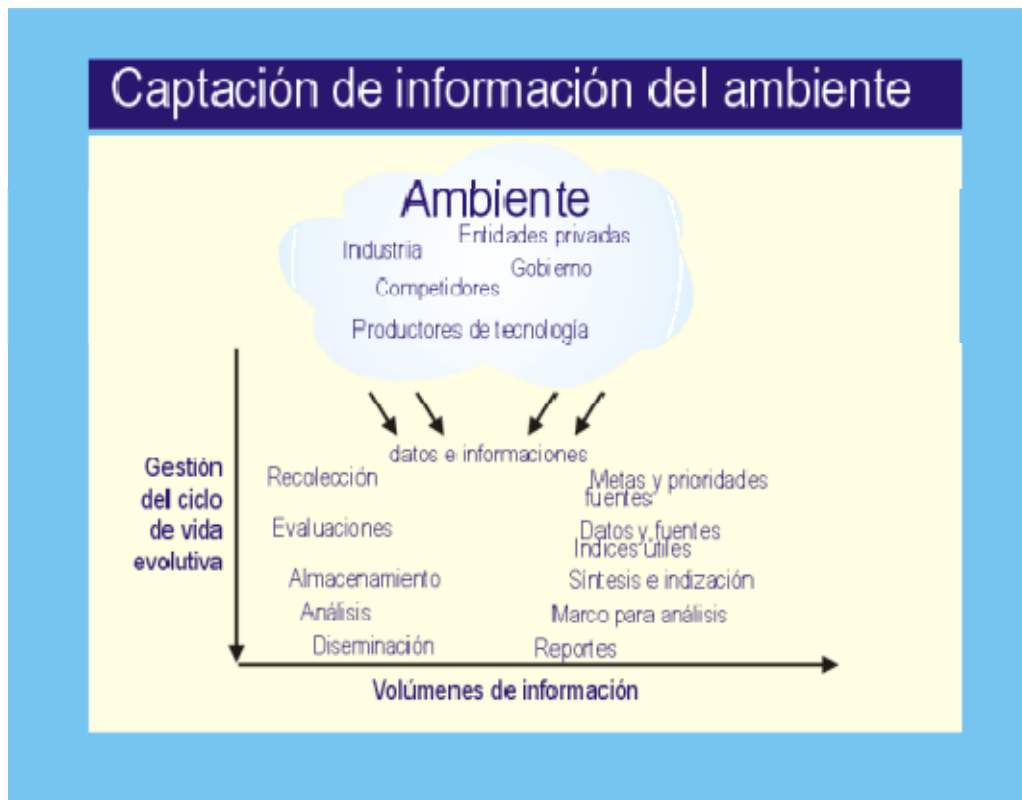 Captación de información del ambiente
Ambiente
Entidades privadas
Industria
Gobierno
Competidores
Productores de tecnología
datos e informaciones
Gestión
del ciclo
de vida
evolutiva
Recolección
Metas y prioridades
fuentes
Evaluaciones
Datos y fuentes
Indices útiles
Almacenamiento
Síntesis e indización
Análisis
Marco para análisis
Diseminación
Reportes
Volúmenes de información